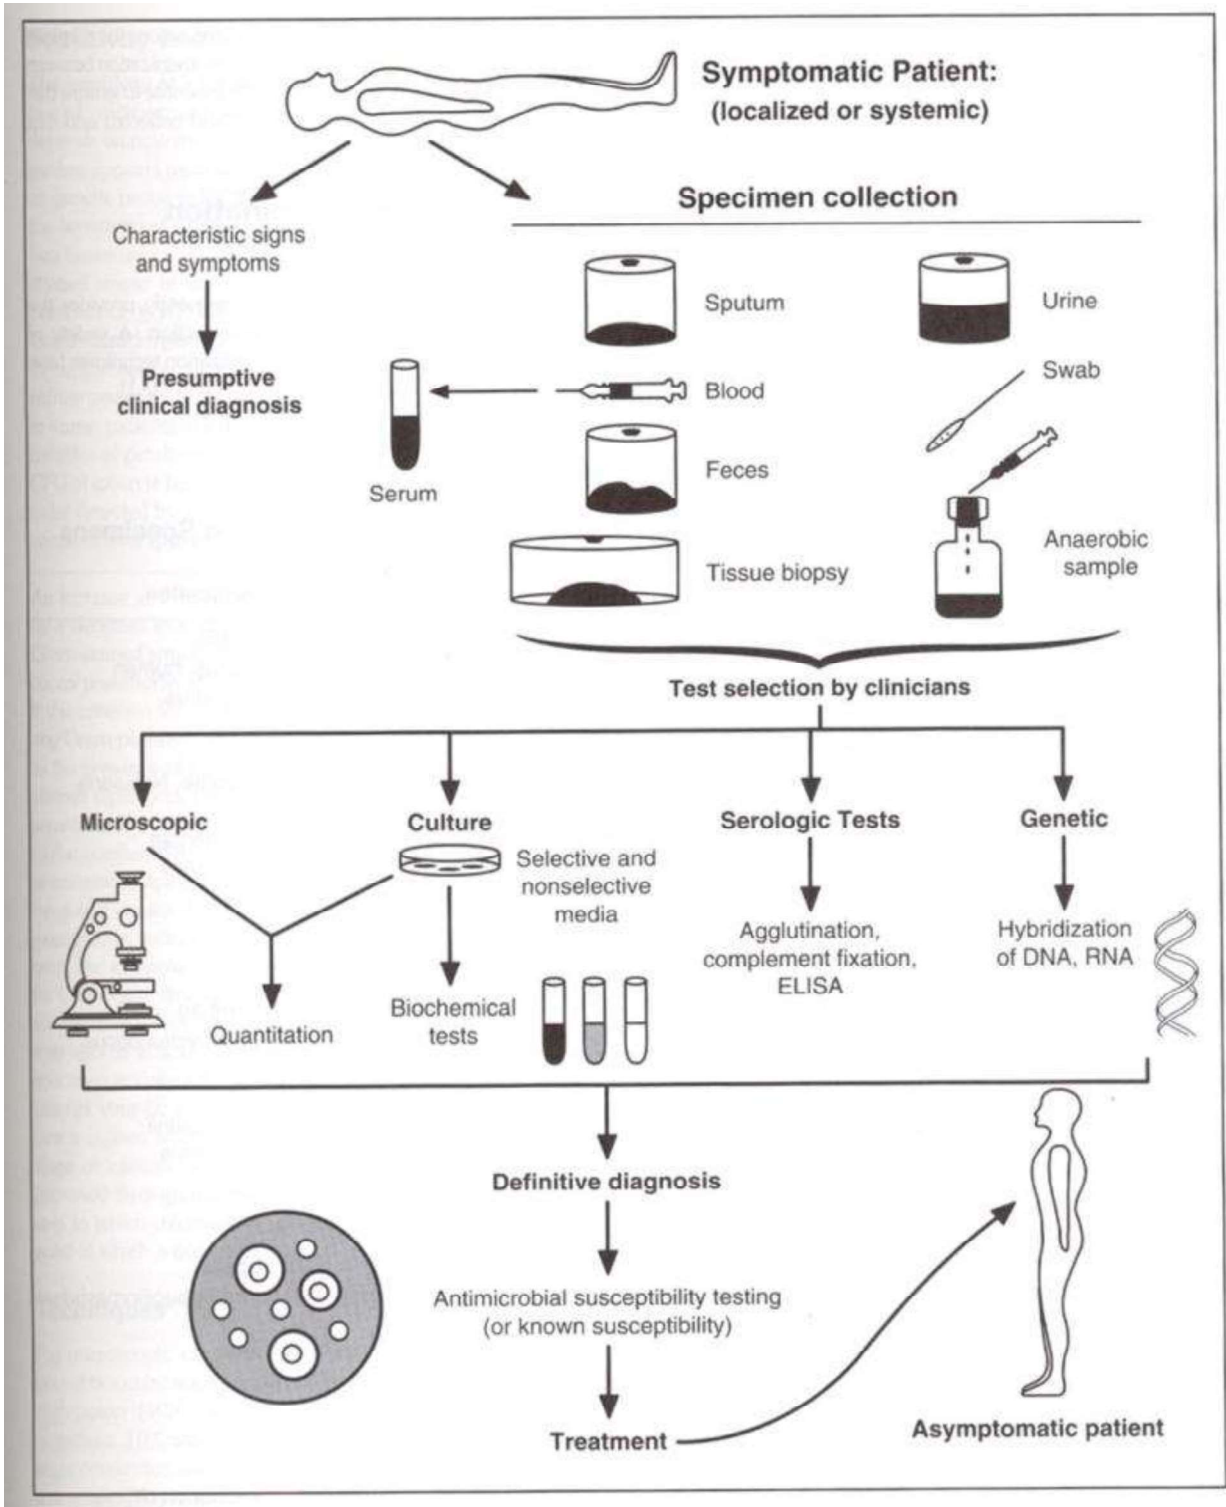 Symptomatic Patient:
(localized or systemic)
Specimen collection
Characteristic signs
and symptoms
Presumptive
clinical diagnosis
Serum
Sputum
Blood
Feces
Tissue biopsy
Urine
Swab
Anaerobic
sample
Test selection by clinicians
Microscopic
Culture
Serologic Tests
Genetic
Selective and
nonselective
media
Quantitation
Biochemical
tests
Agglutination,
complement fixation,
ELISA
Hybridization
of DNA, RNA
Definitive diagnosis
Antimicrobial susceptibility testing
(or known susceptibility)
Treatment
Asymptomatic patient